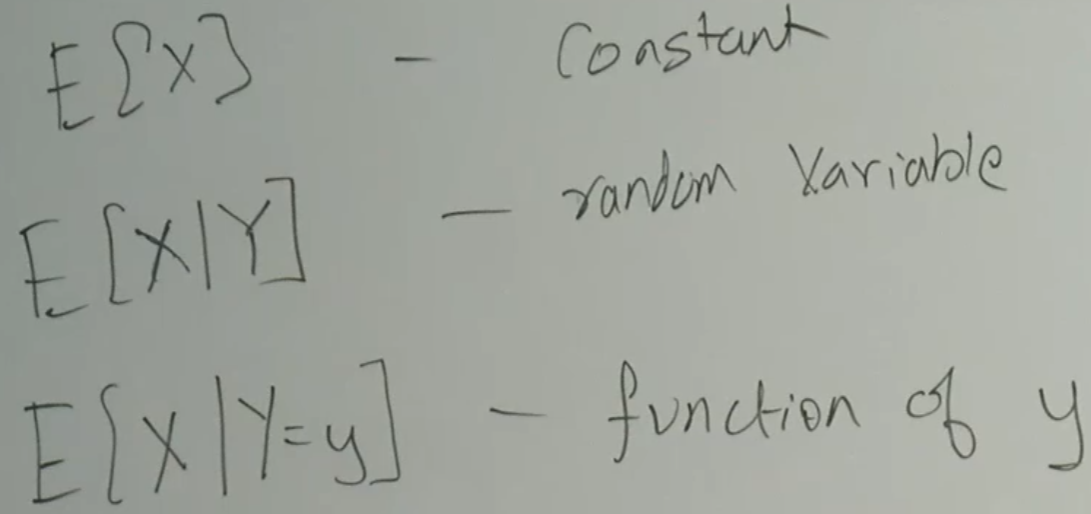 E[X] - Constant
E[X|Y] - random Variable
E[X|Y=y] - function of y